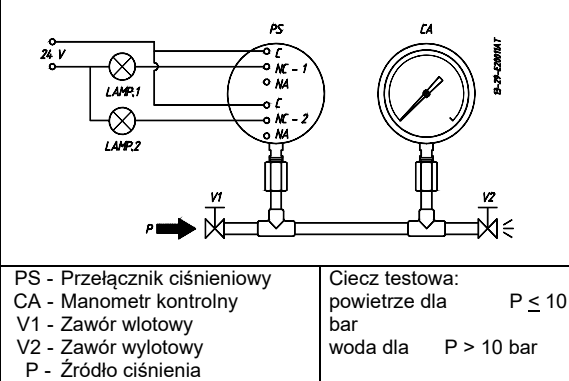 PS
CA
24 V
C
NC - 1
NA
C
NC - 2
NA
LAMP.1
LAMP.2
V1
V2
P
PS - Przełącznik ciśnieniowy
CA - Manometr kontrolny
V1 - Zawór wlotowy
V2 - Zawór wylotowy
P - Źródło ciśnienia
Ciecz testowa:
powietrze dla P ≤ 10
bar
woda dla P > 10 bar